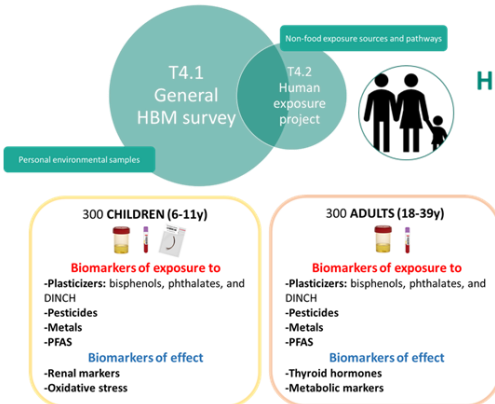 Non-food exposure sources and pathways
T4.1
General
HBM survey
T4.2
Human
exposure
project
H
Personal environmental samples
300 CHILDREN (6-11y)
Biomarkers of exposure to
-Plasticizers: bisphenols, phthalates, and
DINCH
-Pesticides
-Metals
-PFAS
Biomarkers of effect
-Renal markers
-Oxidative stress
300 ADULTS (18-39y)
Biomarkers of exposure to
-Plasticizers: bisphenols, phthalates, and
DINCH
-Pesticides
-Metals
-PFAS
Biomarkers of effect
-Thyroid hormones
-Metabolic markers